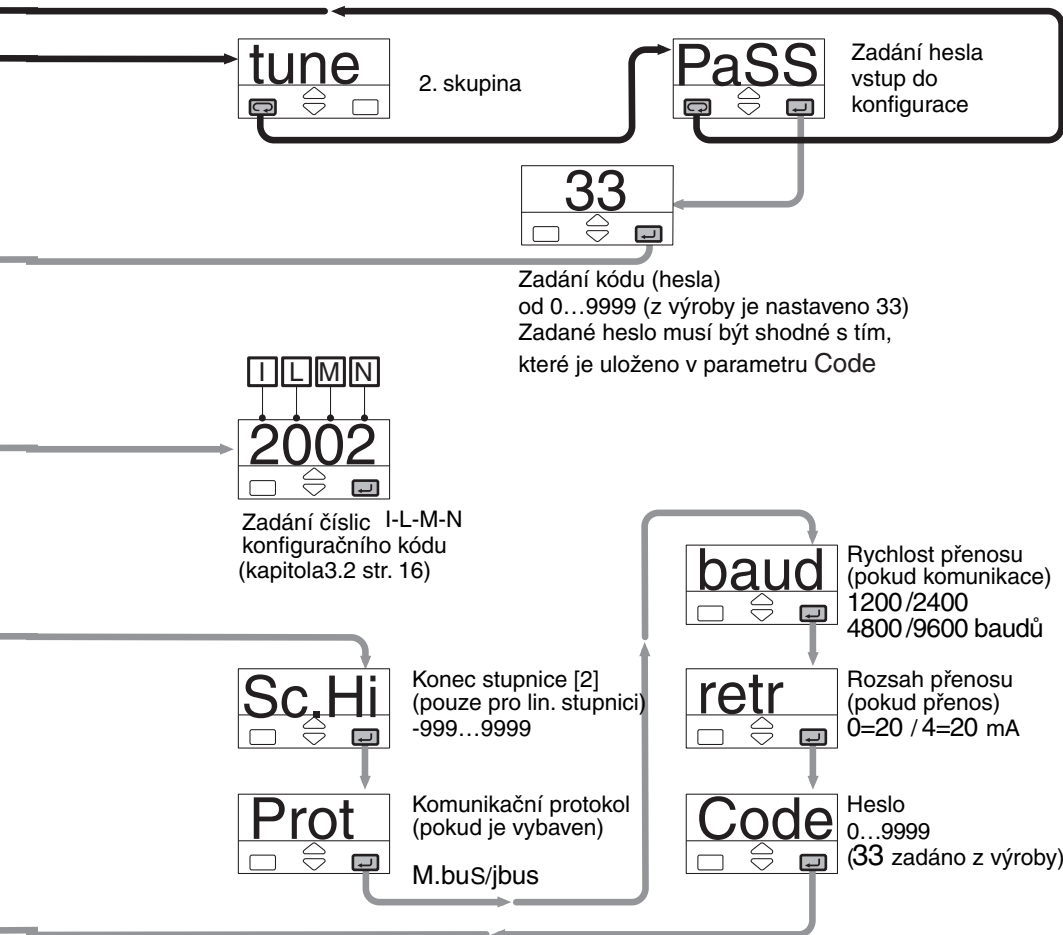 tune
2. skupina
PaSS
Zadání hesla
vstup do
konfigurace
33
Zadání kódu (hesla)
od 0…9999 (z výroby je nastaveno 33)
Zadané heslo musí být shodné s tím,
které je uloženo v parametru Code
I L M N
2002
Zadání číslic I-L-M-N
konfiguračního kódu
(kapitola3.2 str. 16)
Sc.Hi
Konec stupnice [2]
(pouze pro lin. stupnici)
-999…9999
Prot
Komunikační protokol
(pokud je vybaven)
M.buS/jbus
baud
Rychlost přenosu
(pokud komunikace)
1200/2400
4800/9600 baudů
retr
Rozsah přenosu
(pokud přenos)
0=20 / 4=20 mA
Code
Heslo
0…9999
(33 zadáno z výroby)